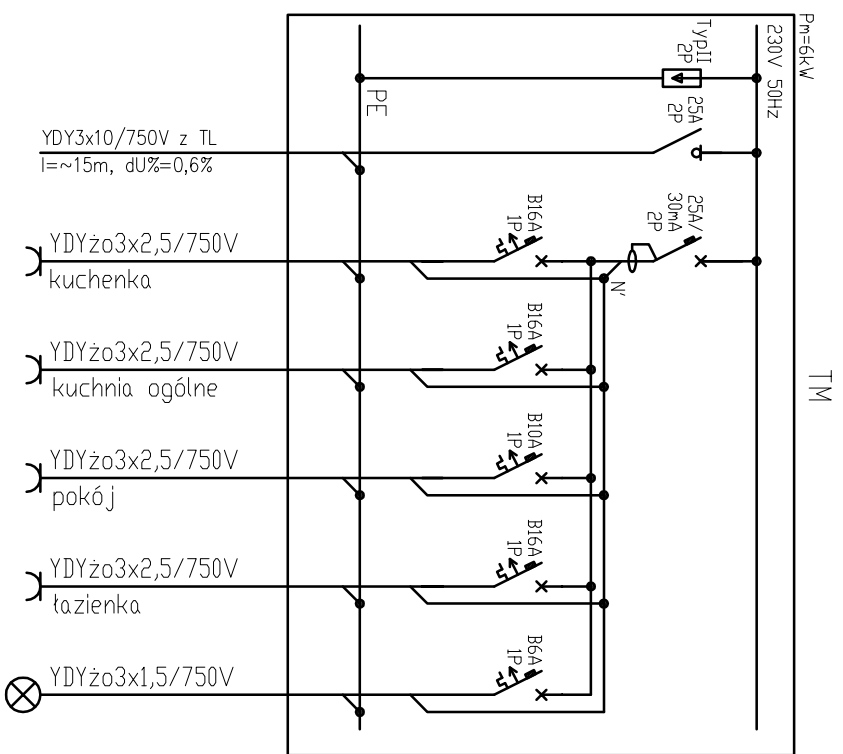 Pm=6kW
230V 50Hz
TypII
2P
PE
25A
2P
YDY3x10/750V z TL
l=~15m, dU%=0,6%
25A/
30mA
2P
N'
TM
B16A
1P
YDYżo3x2,5/750V
kuchenka
B16A
1P
YDYżo3x2,5/750V
kuchnia ogólne
B10A
1P
YDYżo3x2,5/750V
pokój
B16A
1P
YDYżo3x2,5/750V
łazienka
B6A
1P
YDYżo3x1,5/750V